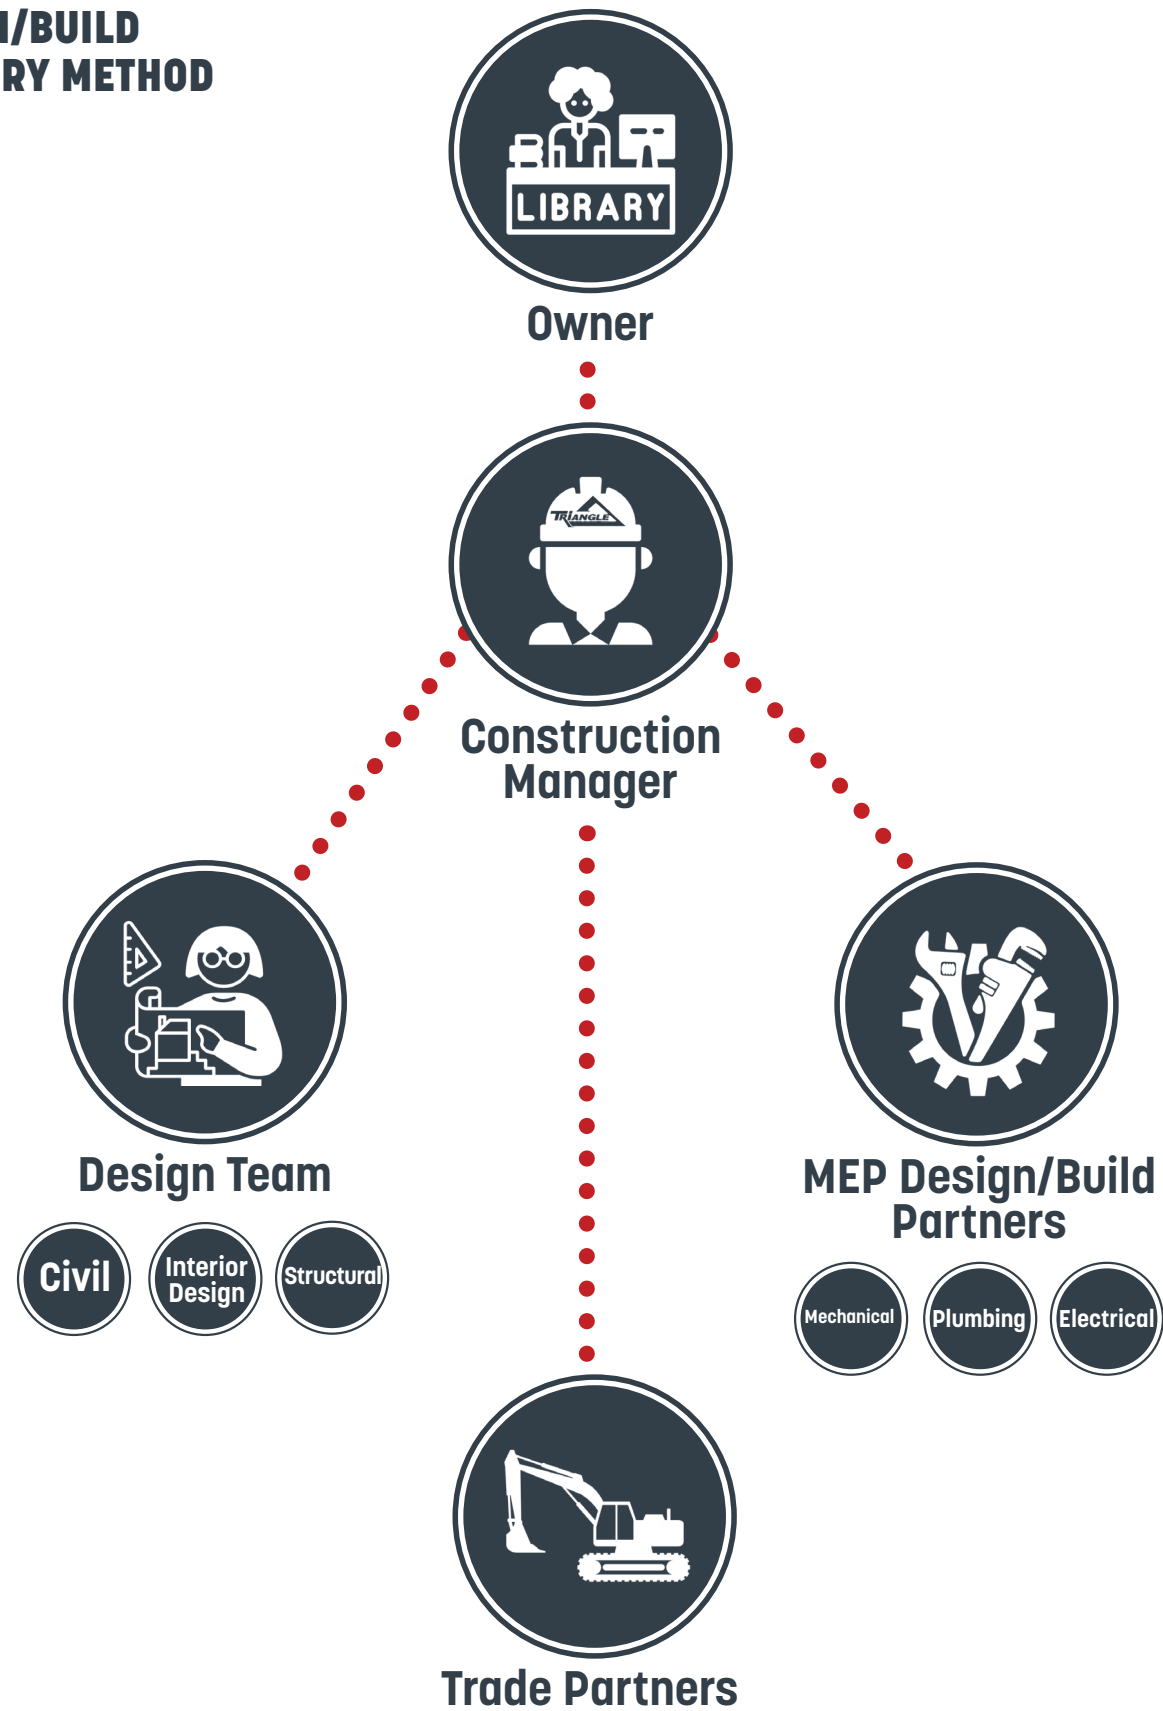 /BUILD
RY METHOD
LIBRARY
Owner
TRIANGLE
Construction
Manager
Design Team
MEP Design/Build
Partners
Civil
Interior
Design
Structural
Mechanical
Plumbing
Electrical
Trade Partners